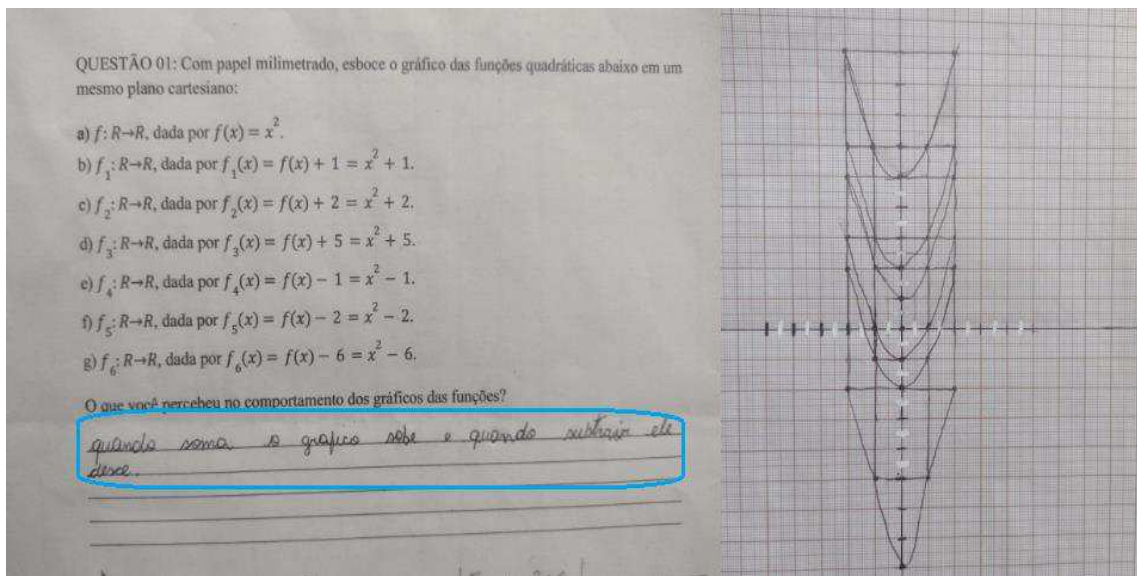 QUESTÃO 01: Com papel milimetrado, esboce o gráfico das funções quadráticas abaixo em um
mesmo plano cartesiano:
a) f: R→R, dada por f(x) = x².
b) f₁: R→R, dada por f₁(x) = f(x) + 1 = x² + 1.
c) f₂: R→R, dada por f₂(x) = f(x) + 2 = x² + 2.
d) f₃: R→R, dada por f₃(x) = f(x) + 5 = x² + 5.
e) f₄: R→R, dada por f₄(x) = f(x) − 1 = x² − 1.
f) f₅: R→R, dada por f₅(x) = f(x) − 2 = x² − 2.
g) f₆: R→R, dada por f₆(x) = f(x) − 6 = x² − 6.
O que você percebeu no comportamento dos gráficos das funções?
quando soma o grafico sobe e quando subtrair ele
desce.